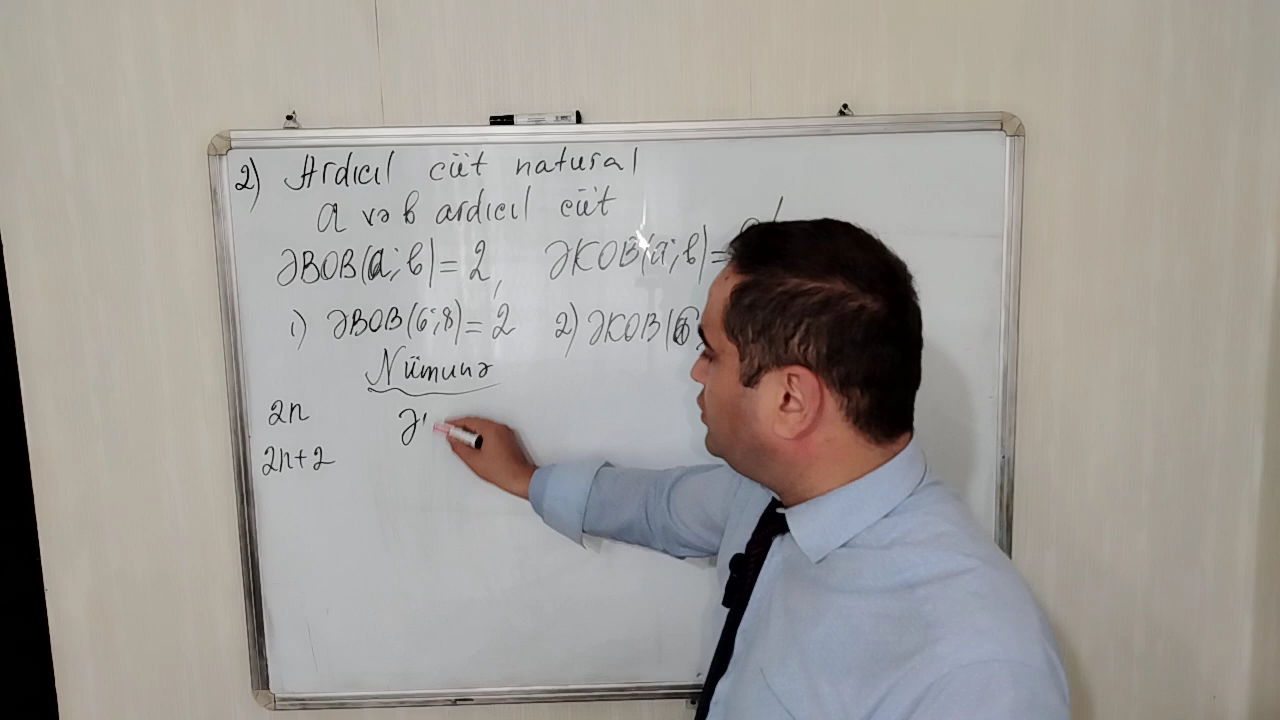 2) Ardıcıl cüt natural
a və b ardıcıl cüt
ƏBOB(a;b)=2, ƏKOB(a;b)=
1) ƏBOB(6;8)=2 2) ƏKOB(6
Nümunə
2n
2n+2
Ə